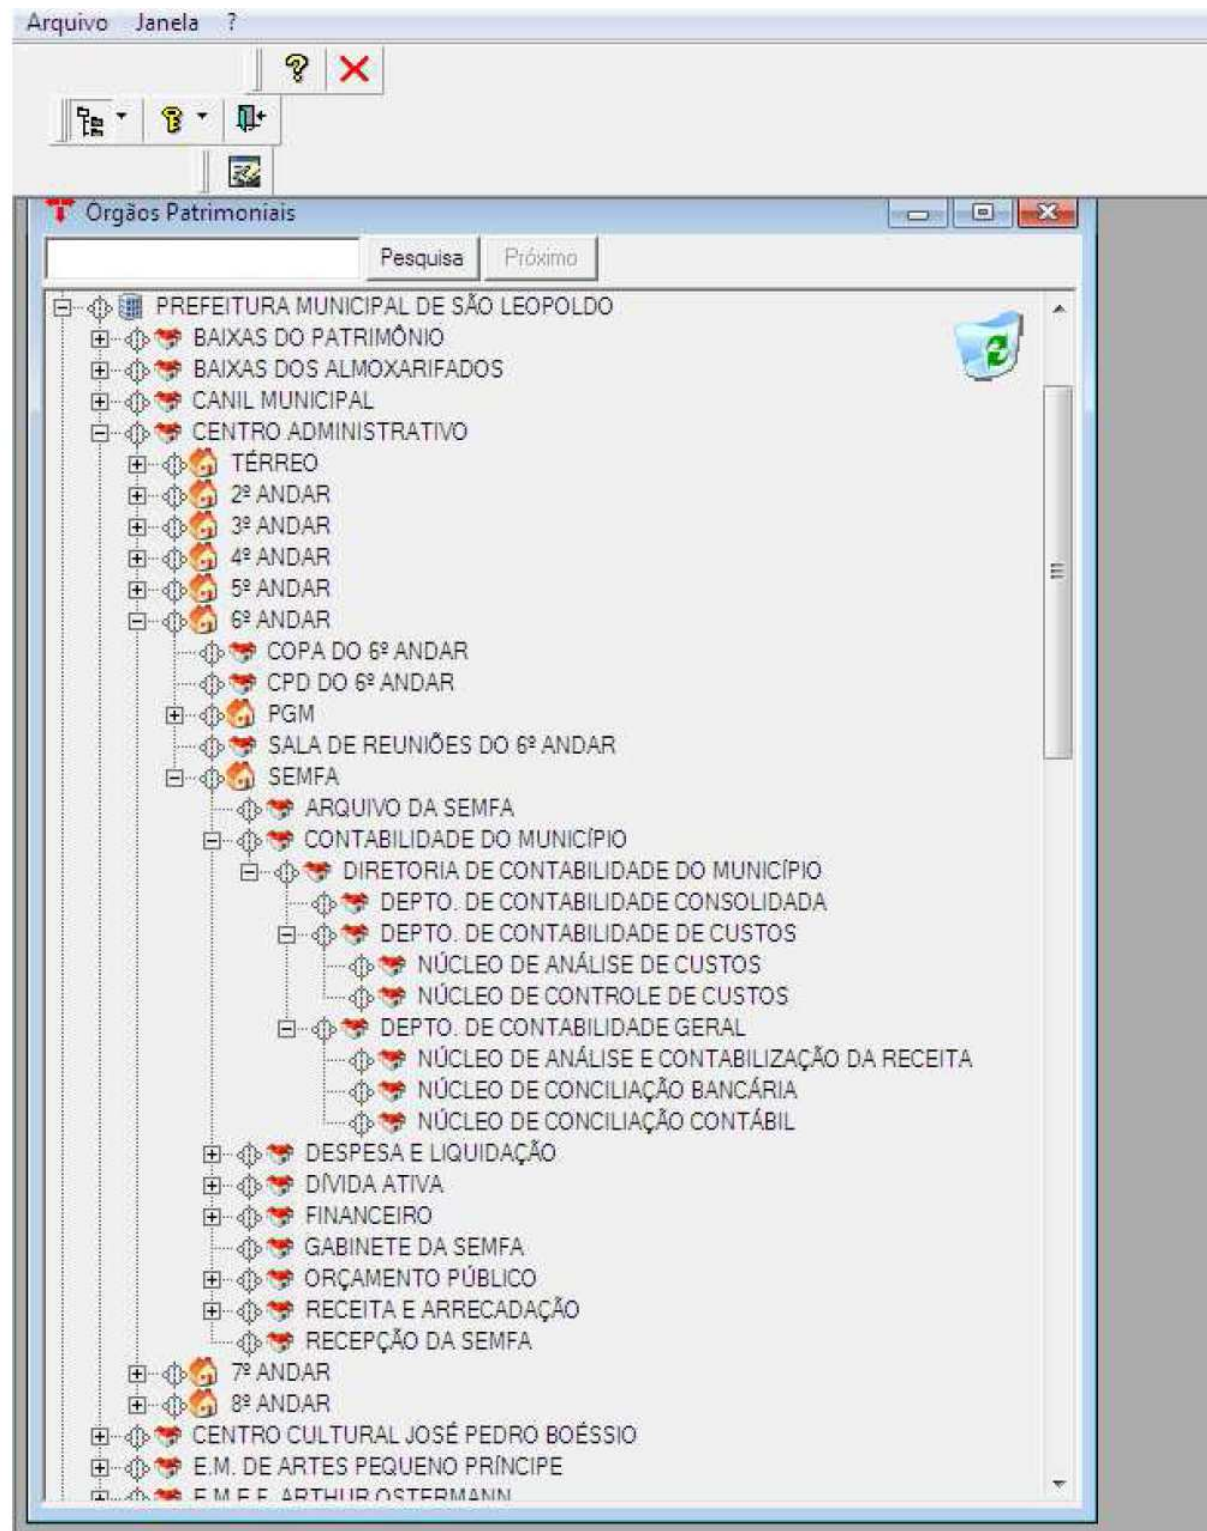 Arquivo Janela ?
Órgãos Patrimoniais
Pesquisa Próximo
PREFEITURA MUNICIPAL DE SÃO LEOPOLDO
BAIXAS DO PATRIMÔNIO
BAIXAS DOS ALMOXARIFADOS
CANIL MUNICIPAL
CENTRO ADMINISTRATIVO
TÉRREO
2º ANDAR
3º ANDAR
4º ANDAR
5º ANDAR
6º ANDAR
COPA DO 6º ANDAR
CPD DO 6º ANDAR
PGM
SALA DE REUNIÕES DO 6º ANDAR
SEMFA
ARQUIVO DA SEMFA
CONTABILIDADE DO MUNICÍPIO
DIRETORIA DE CONTABILIDADE DO MUNICÍPIO
DEPTO. DE CONTABILIDADE CONSOLIDADA
DEPTO. DE CONTABILIDADE DE CUSTOS
NÚCLEO DE ANÁLISE DE CUSTOS
NÚCLEO DE CONTROLE DE CUSTOS
DEPTO. DE CONTABILIDADE GERAL
NÚCLEO DE ANÁLISE E CONTABILIZAÇÃO DA RECEITA
NÚCLEO DE CONCILIAÇÃO BANCÁRIA
NÚCLEO DE CONCILIAÇÃO CONTÁBIL
DESPESA E LIQUIDAÇÃO
DÍVIDA ATIVA
FINANCEIRO
GABINETE DA SEMFA
ORÇAMENTO PÚBLICO
RECEITA E ARRECADAÇÃO
RECEPÇÃO DA SEMFA
7º ANDAR
8º ANDAR
CENTRO CULTURAL JOSÉ PEDRO BOÉSSIO
E.M. DE ARTES PEQUENO PRÍNCIPE
E.M.E.F. ARTHUR OSTERMANN